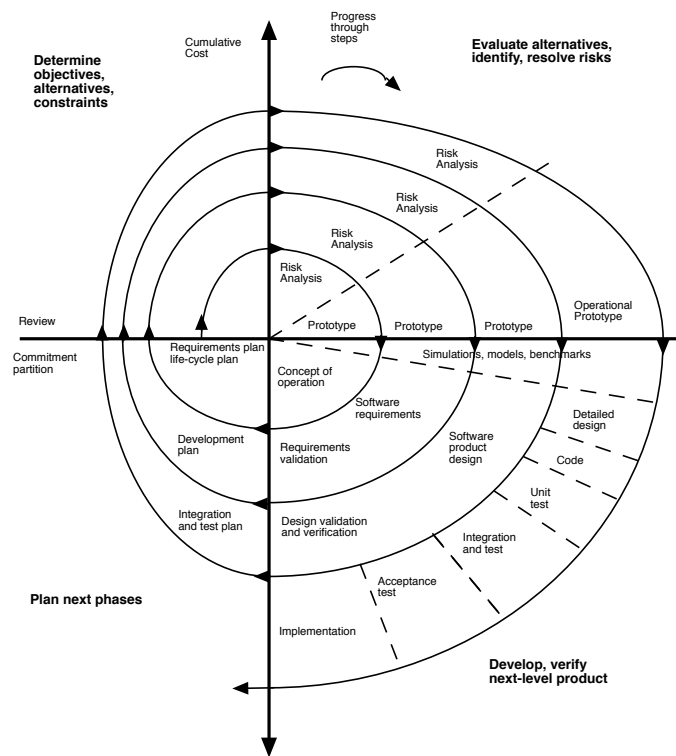 Progress
through
steps
Cumulative
Cost
Evaluate alternatives,
identify, resolve risks
Determine
objectives,
alternatives,
constraints
Risk
Analysis
Risk
Analysis
Risk
Analysis
Risk
Analysis
Operational
Prototype
Prototype
Prototype
Prototype
Review
Commitment
partition
Requirements plan
life-cycle plan
Simulations, models, benchmarks
Concept of
operation
Software
requirements
Detailed
design
Development
plan
Requirements
validation
Software
product
design
Code
Unit
test
Integration
and test plan
Design validation
and verification
Integration
and test
Acceptance
test
Plan next phases
Implementation
Develop, verify
next-level product